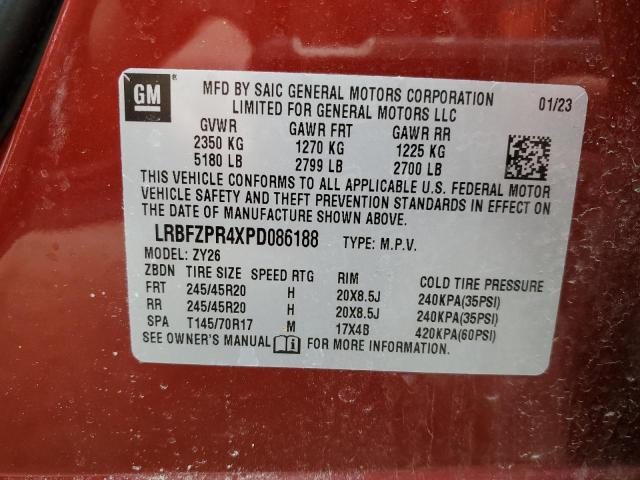 GM ®
MFD BY SAIC GENERAL MOTORS CORPORATION 01/23
LIMITED FOR GENERAL MOTORS LLC
GVWR GAWR FRT GAWR RR
2350 KG 1270 KG 1225 KG
5180 LB 2799 LB 2700 LB
THIS VEHICLE CONFORMS TO ALL APPLICABLE U.S. FEDERAL MOTOR
VEHICLE SAFETY AND THEFT PREVENTION STANDARDS IN EFFECT ON
THE DATE OF MANUFACTURE SHOWN ABOVE.
LRBFZPR4XPD086188 TYPE: M.P.V.
MODEL: ZY26
ZBDN TIRE SIZE SPEED RTG RIM COLD TIRE PRESSURE
FRT 245/45R20 H 20X8.5J 240KPA(35PSI)
RR 245/45R20 H 20X8.5J 240KPA(35PSI)
SPA T145/70R17 M 17X4B 420KPA(60PSI)
SEE OWNER'S MANUAL FOR MORE INFORMATION.